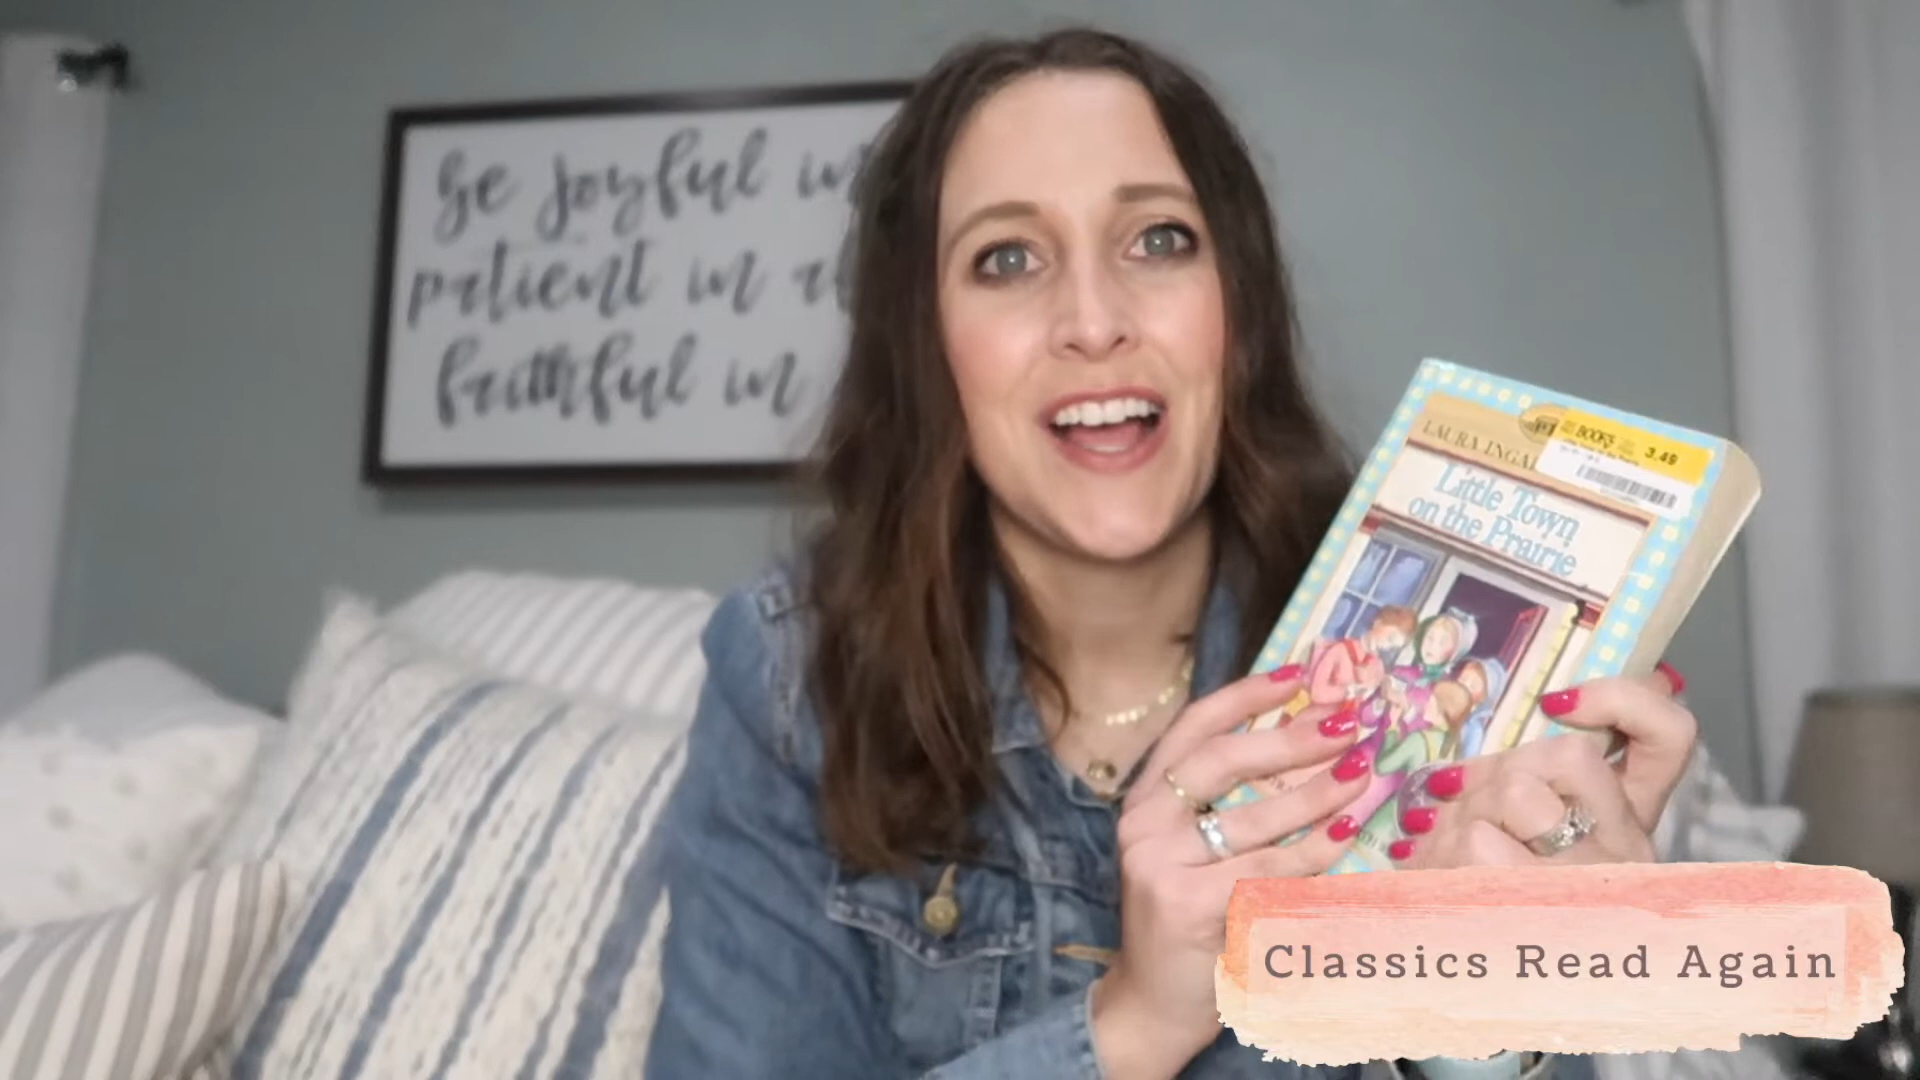 be joyful in
patient in
faithful in
LAURA INGAL
BOOKS
3.49
Little Town
on the Prairie
Classics Read Again